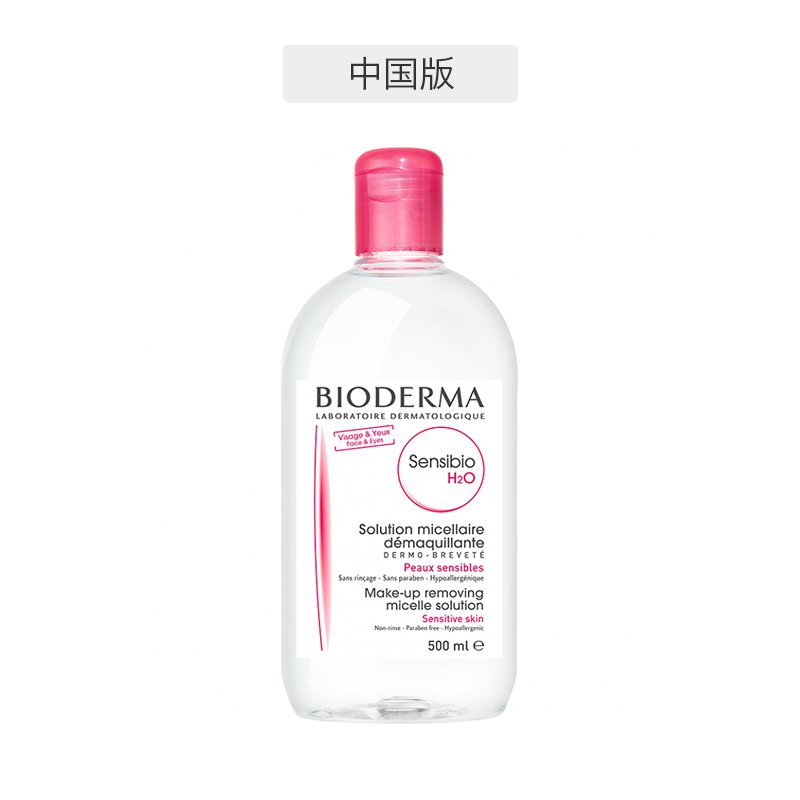 中国版
BIODERMA
LABORATOIRE DERMATOLOGIQUE
Visage & Yeux
Face & Eyes
Sensibio
H2O
Solution micellaire
démaquillante
DERMO-BREVETÉ
Peaux sensibles
Sans rinçage - Sans paraben - Hypoallergénique
Make-up removing
micelle solution
Sensitive skin
Non-rinse - Paraben free - Hypoallergenic
500 ml ℮